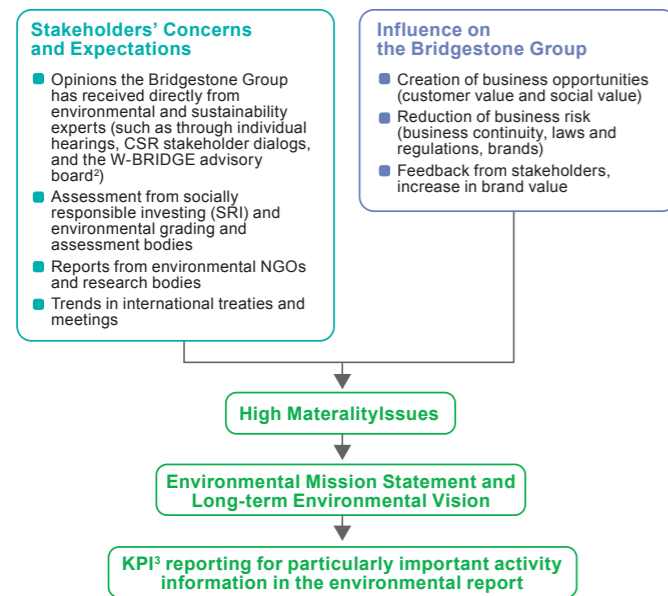 Stakeholders' Concerns
and Expectations
Opinions the Bridgestone Group
has received directly from
environmental and sustainability
experts (such as through individual
hearings, CSR stakeholder dialogs,
and the W-BRIDGE advisory
board²)
Assessment from socially
responsible investing (SRI) and
environmental grading and
assessment bodies
Reports from environmental NGOs
and research bodies
Trends in international treaties and
meetings
Influence on
the Bridgestone Group
Creation of business opportunities
(customer value and social value)
Reduction of business risk
(business continuity, laws and
regulations, brands)
Feedback from stakeholders,
increase in brand value
High MateralityIssues
Environmental Mission Statement and
Long-term Environmental Vision
KPI³ reporting for particularly important activity
information in the environmental report